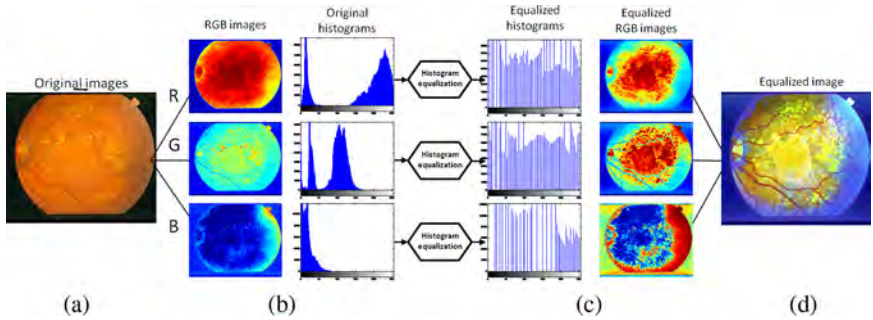 Original images
RGB images
Original
histograms
Equalized
histograms
Equalized
RGB images
Equalized image
R
G
B
Histogram
equalization
Histogram
equalization
Histogram
equalization
(a)
(b)
(c)
(d)